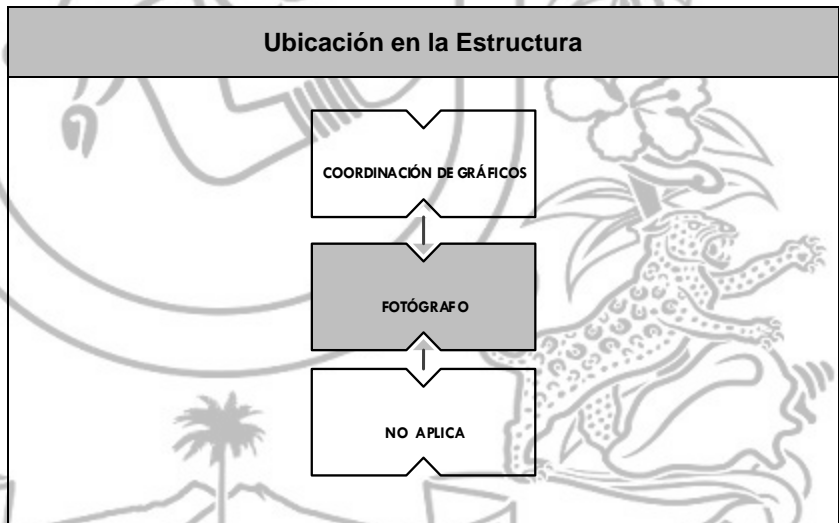 Ubicación en la Estructura
COORDINACIÓN DE GRÁFICOS
FOTÓGRAFO
NO APLICA